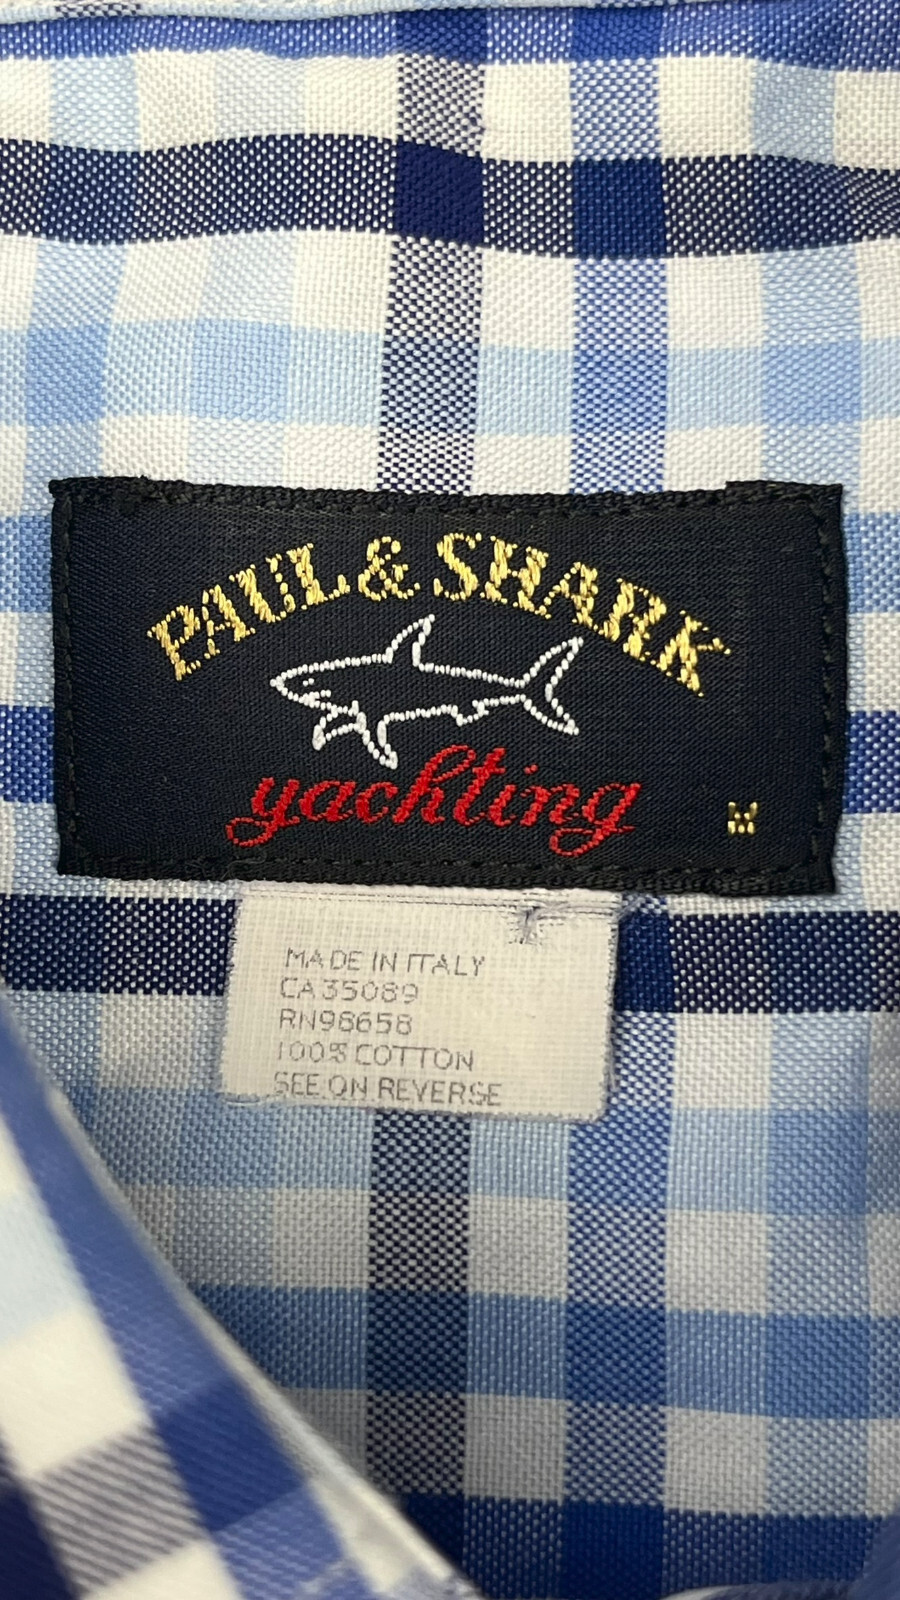 PAUL & SHARK
yachting
M
MADE IN ITALY
CA35089
RN98658
100% COTTON
SEE ON REVERSE